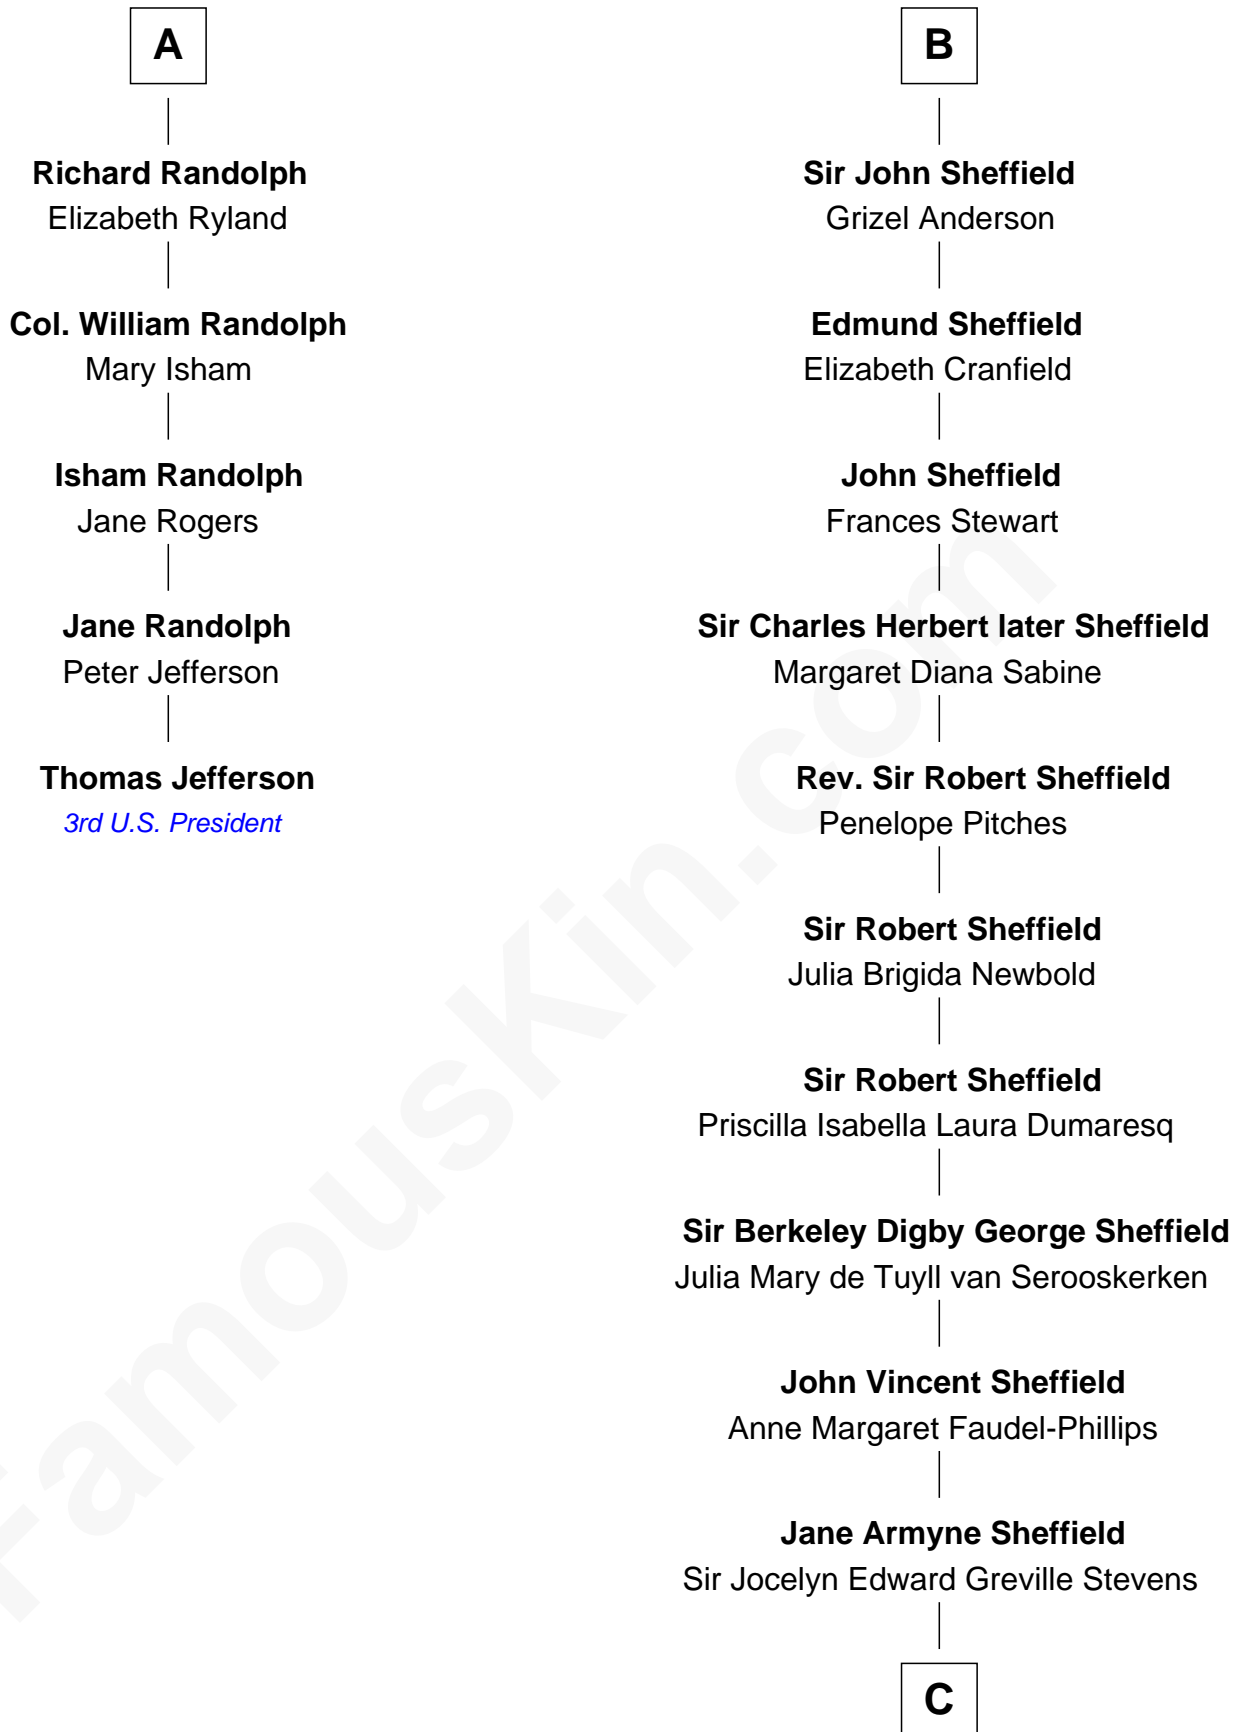 A
Richard Randolph
Elizabeth Ryland
Col. William Randolph
Mary Isham
Isham Randolph
Jane Rogers
Jane Randolph
Peter Jefferson
Thomas Jefferson
3rd U.S. President
B
Sir John Sheffield
Grizel Anderson
Edmund Sheffield
Elizabeth Cranfield
John Sheffield
Frances Stewart
Sir Charles Herbert later Sheffield
Margaret Diana Sabine
Rev. Sir Robert Sheffield
Penelope Pitches
Sir Robert Sheffield
Julia Brigida Newbold
Sir Robert Sheffield
Priscilla Isabella Laura Dumaresq
Sir Berkeley Digby George Sheffield
Julia Mary de Tuyll van Serooskerken
John Vincent Sheffield
Anne Margaret Faudel-Phillips
Jane Armyne Sheffield
Sir Jocelyn Edward Greville Stevens
C
FamousKin.com